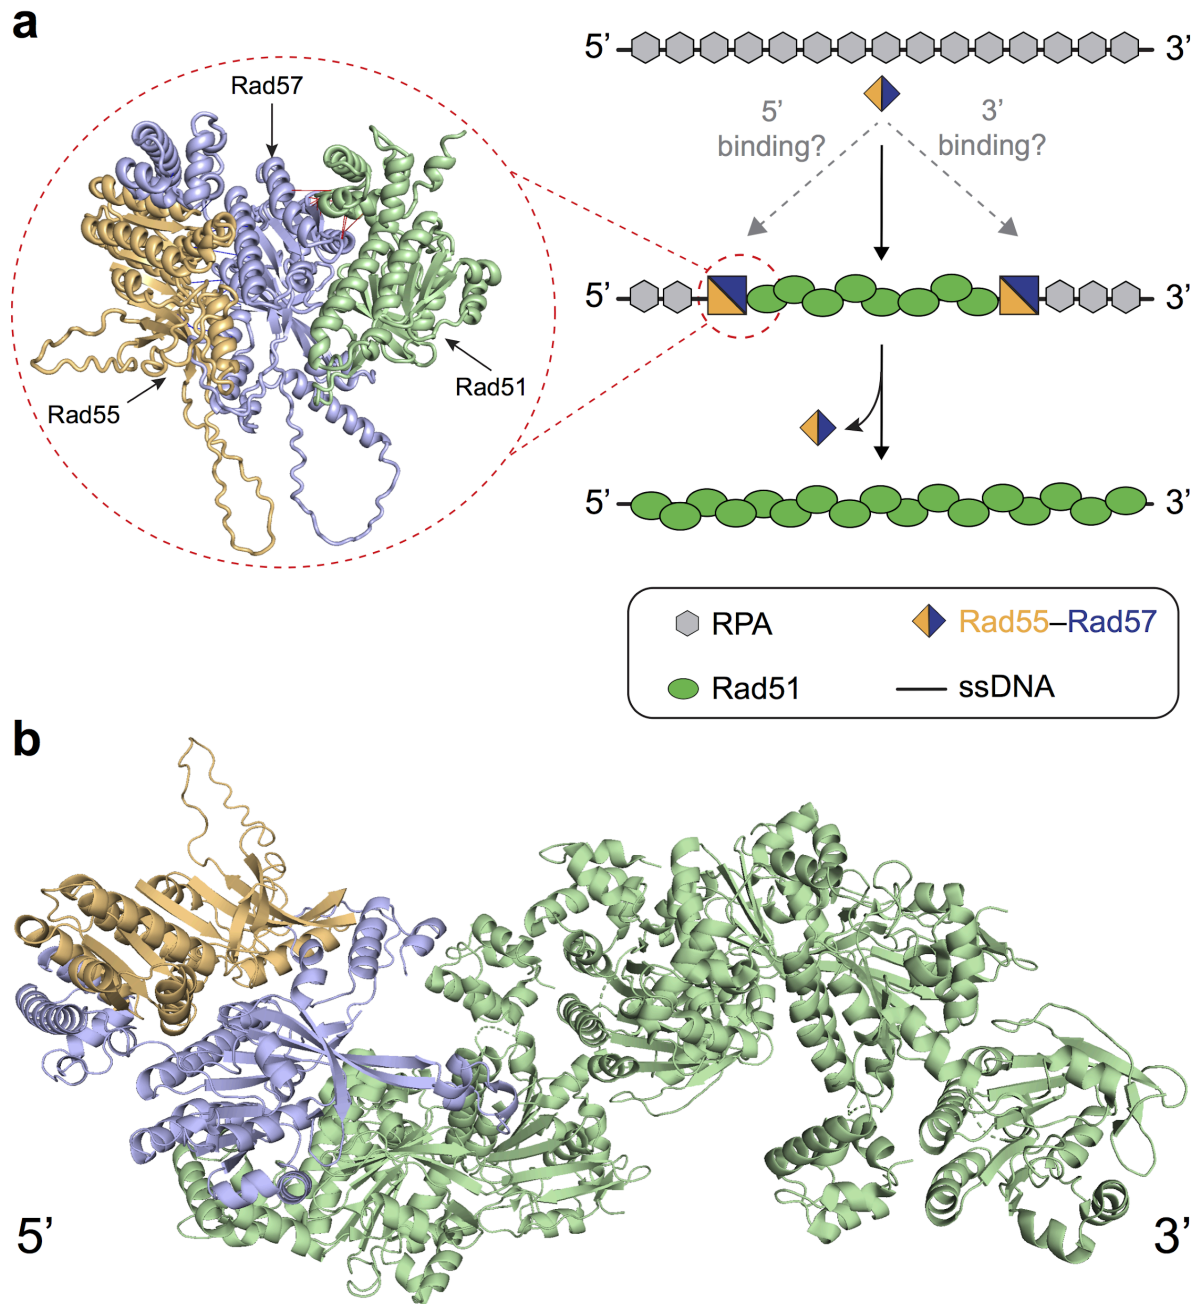 a
Rad57
Rad55
Rad51
5’
3’
5’
binding?
3’
binding?
5’
3’
5’
3’
RPA
Rad55–Rad57
Rad51
ssDNA
b
5’
3’